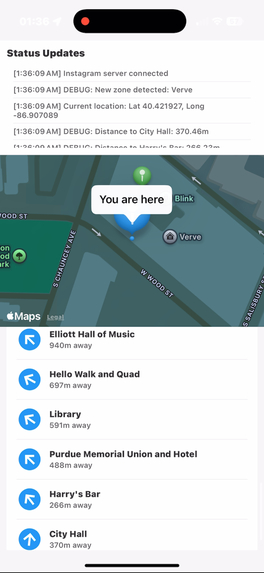 01:36
Status Updates
[1:36:09 AM] Instagram server connected
[1:36:09 AM] DEBUG: New zone detected: Verve
[1:36:09 AM] Current location: Lat 40.421927, Long
-86.907089
[1:36:09 AM] DEBUG: Distance to City Hall: 370.46m
[1:36:09 AM] DEBUG: Distance to Harry's Bar: 266.23m
You are here
Blink
WOOD ST
Verve
S CHAUNCEY AVE
W WOOD ST
S SALISBURY S
Maps
Legal
Elliott Hall of Music
940m away
Hello Walk and Quad
697m away
Library
591m away
Purdue Memorial Union and Hotel
488m away
Harry's Bar
266m away
City Hall
370m away